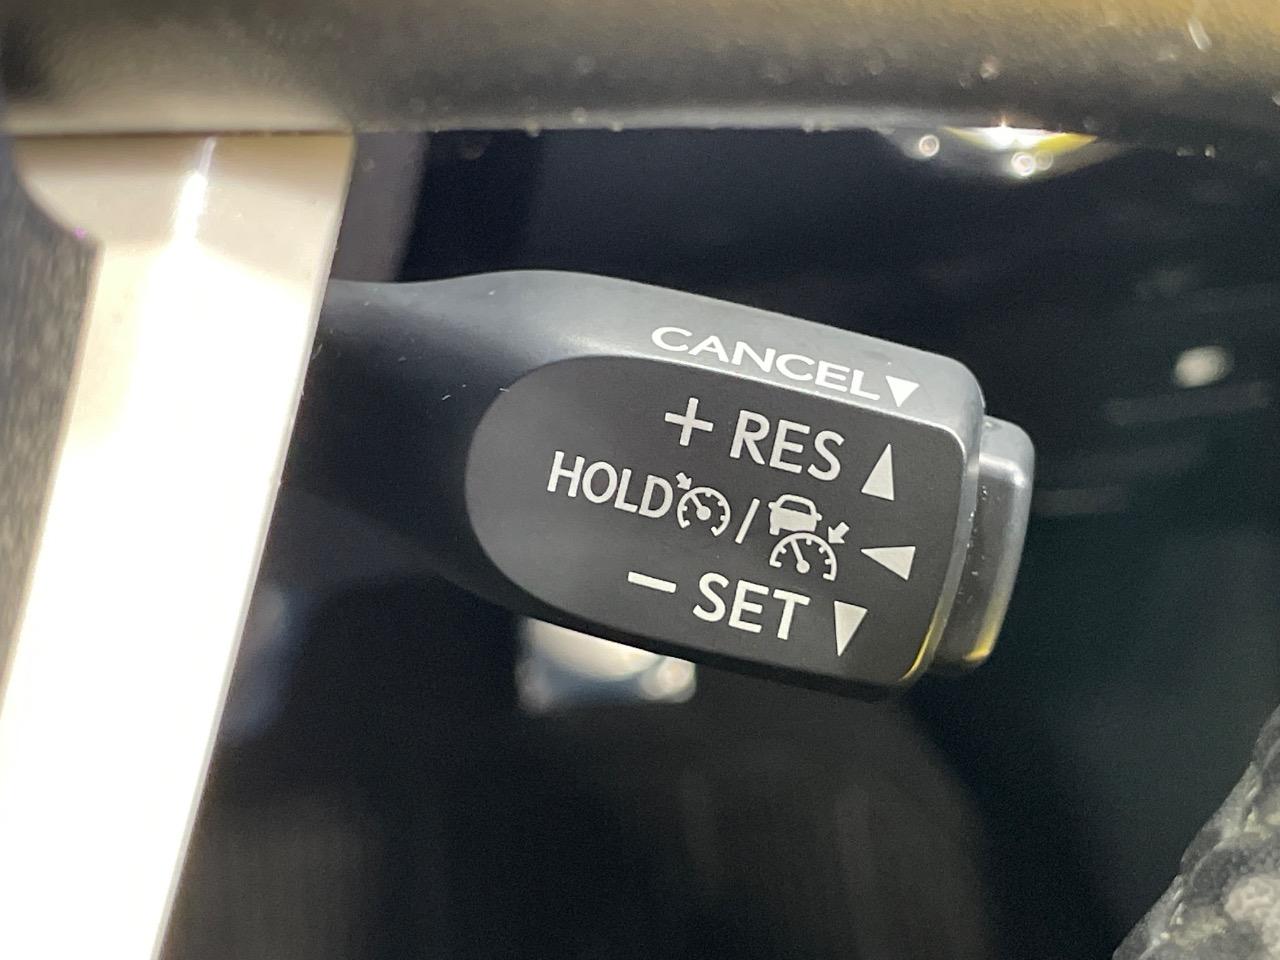 CANCEL▼
+ RES ▲
HOLD / ◀
− SET ▼